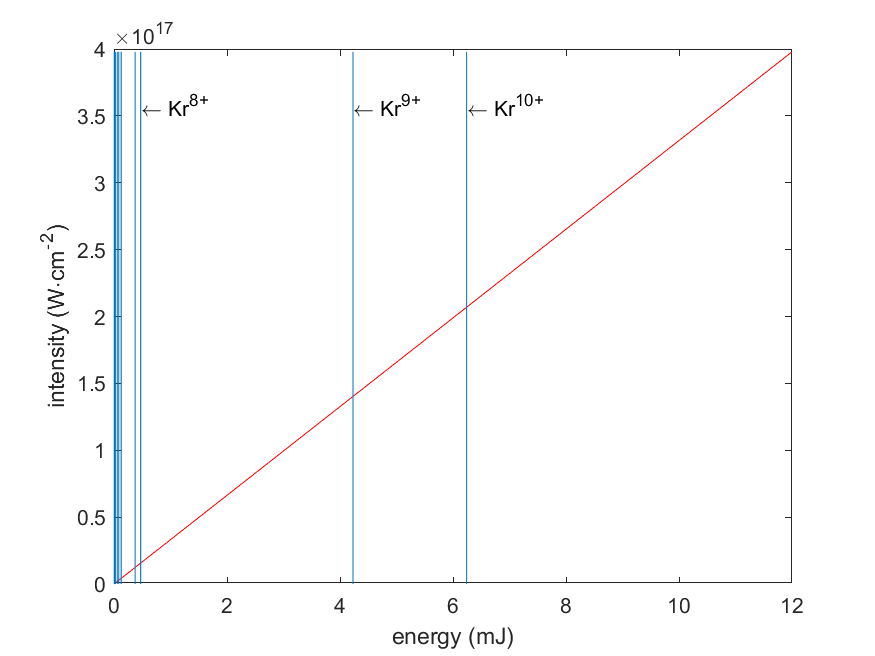 ×10¹⁷
4
3.5
3
2.5
2
1.5
1
0.5
0
← Kr⁸⁺
← Kr⁹⁺
← Kr¹⁰⁺
intensity (W·cm⁻²)
0 2 4 6 8 10 12
energy (mJ)